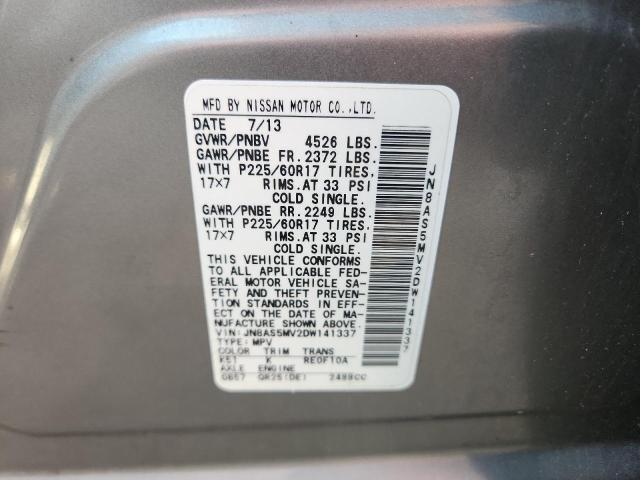 MFD BY NISSAN MOTOR CO.,LTD.
DATE 7/13
GVWR/PNBV 4526 LBS.
GAWR/PNBE FR. 2372 LBS.
WITH P225/60R17 TIRES,
17×7 RIMS.AT 33 PSI
COLD SINGLE.
GAWR/PNBE RR. 2249 LBS.
WITH P225/60R17 TIRES,
17×7 RIMS.AT 33 PSI
COLD SINGLE.
THIS VEHICLE CONFORMS
TO ALL APPLICABLE FED-
ERAL MOTOR VEHICLE SA-
FETY AND THEFT PREVEN-
TION STANDARDS IN EFF-
ECT ON THE DATE OF MA-
NUFACTURE SHOWN ABOVE.
VIN:JN8AS5MV2DW141337
TYPE: MPV
COLOR TRIM TRANS
K51 K RE0F10A
AXLE ENGINE
0B57 QR25(DE) 2488CC
JN8AS5MV2DW141337